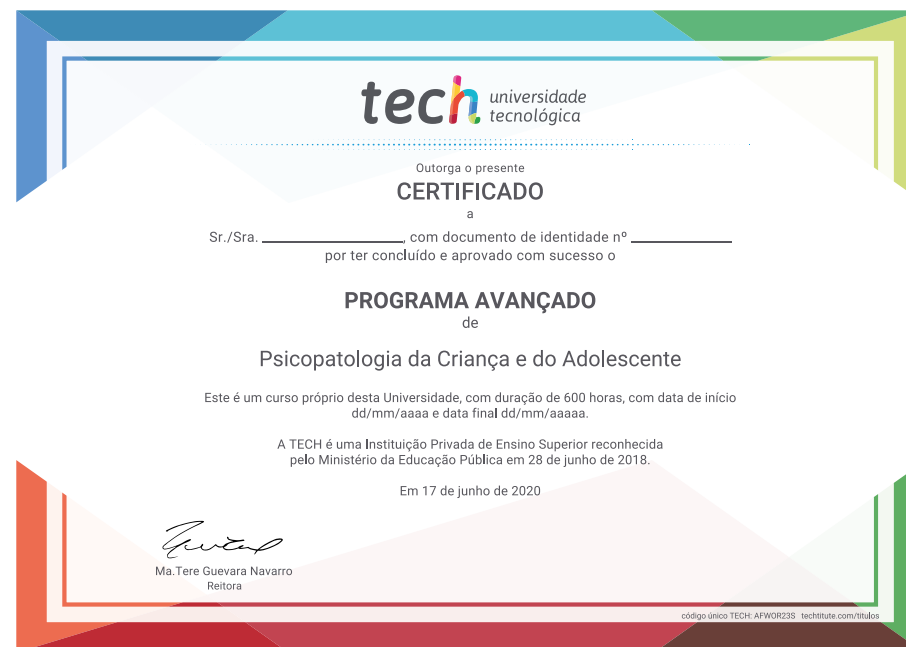 tech universidade
tecnológica
Outorga o presente
CERTIFICADO
a
Sr./Sra. ____________________, com documento de identidade nº ______________
por ter concluído e aprovado com sucesso o
PROGRAMA AVANÇADO
de
Psicopatologia da Criança e do Adolescente
Este é um curso próprio desta Universidade, com duração de 600 horas, com data de início
dd/mm/aaaa e data final dd/mm/aaaaa.
A TECH é uma Instituição Privada de Ensino Superior reconhecida
pelo Ministério da Educação Pública em 28 de junho de 2018.
Em 17 de junho de 2020
Ma.Tere Guevara Navarro
Reitora
código único TECH: AFWOR23S techtitute.com/titulos